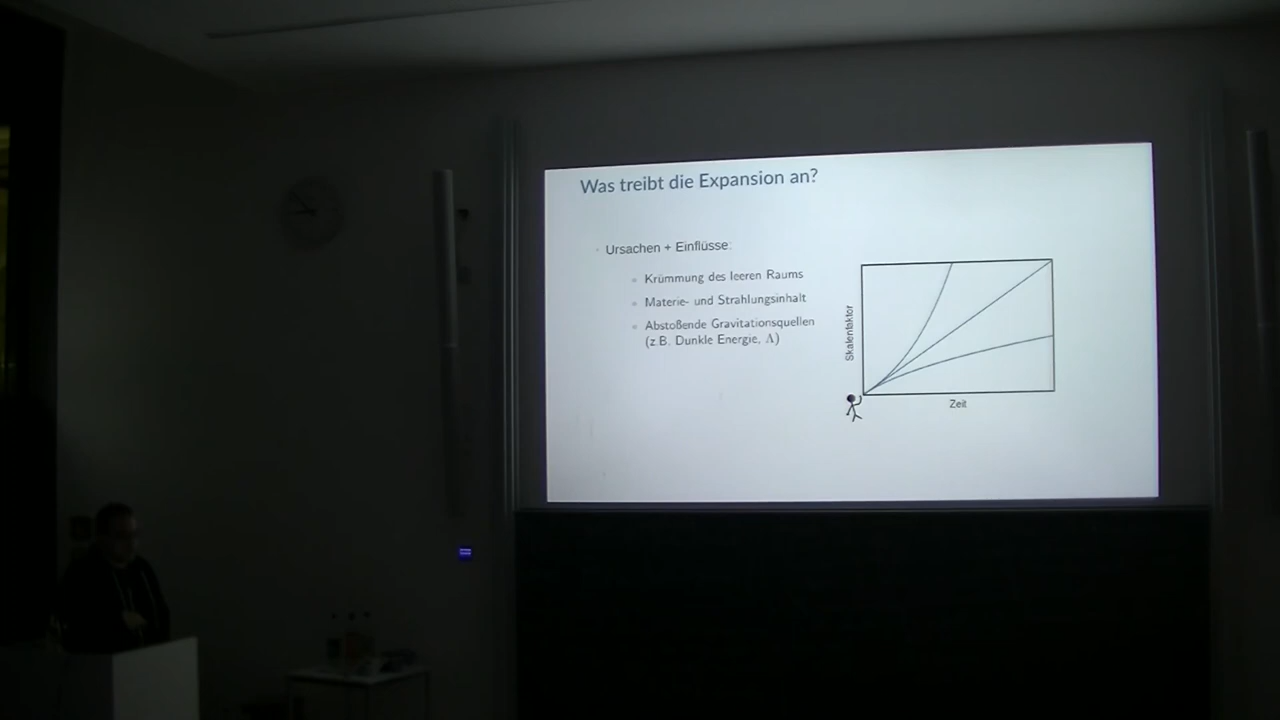 Was treibt die Expansion an?
Ursachen + Einflüsse:
Krümmung des leeren Raums
Materie- und Strahlungsinhalt
Abstoßende Gravitationsquellen
(z.B. Dunkle Energie, Λ)
Skalenfaktor
Zeit